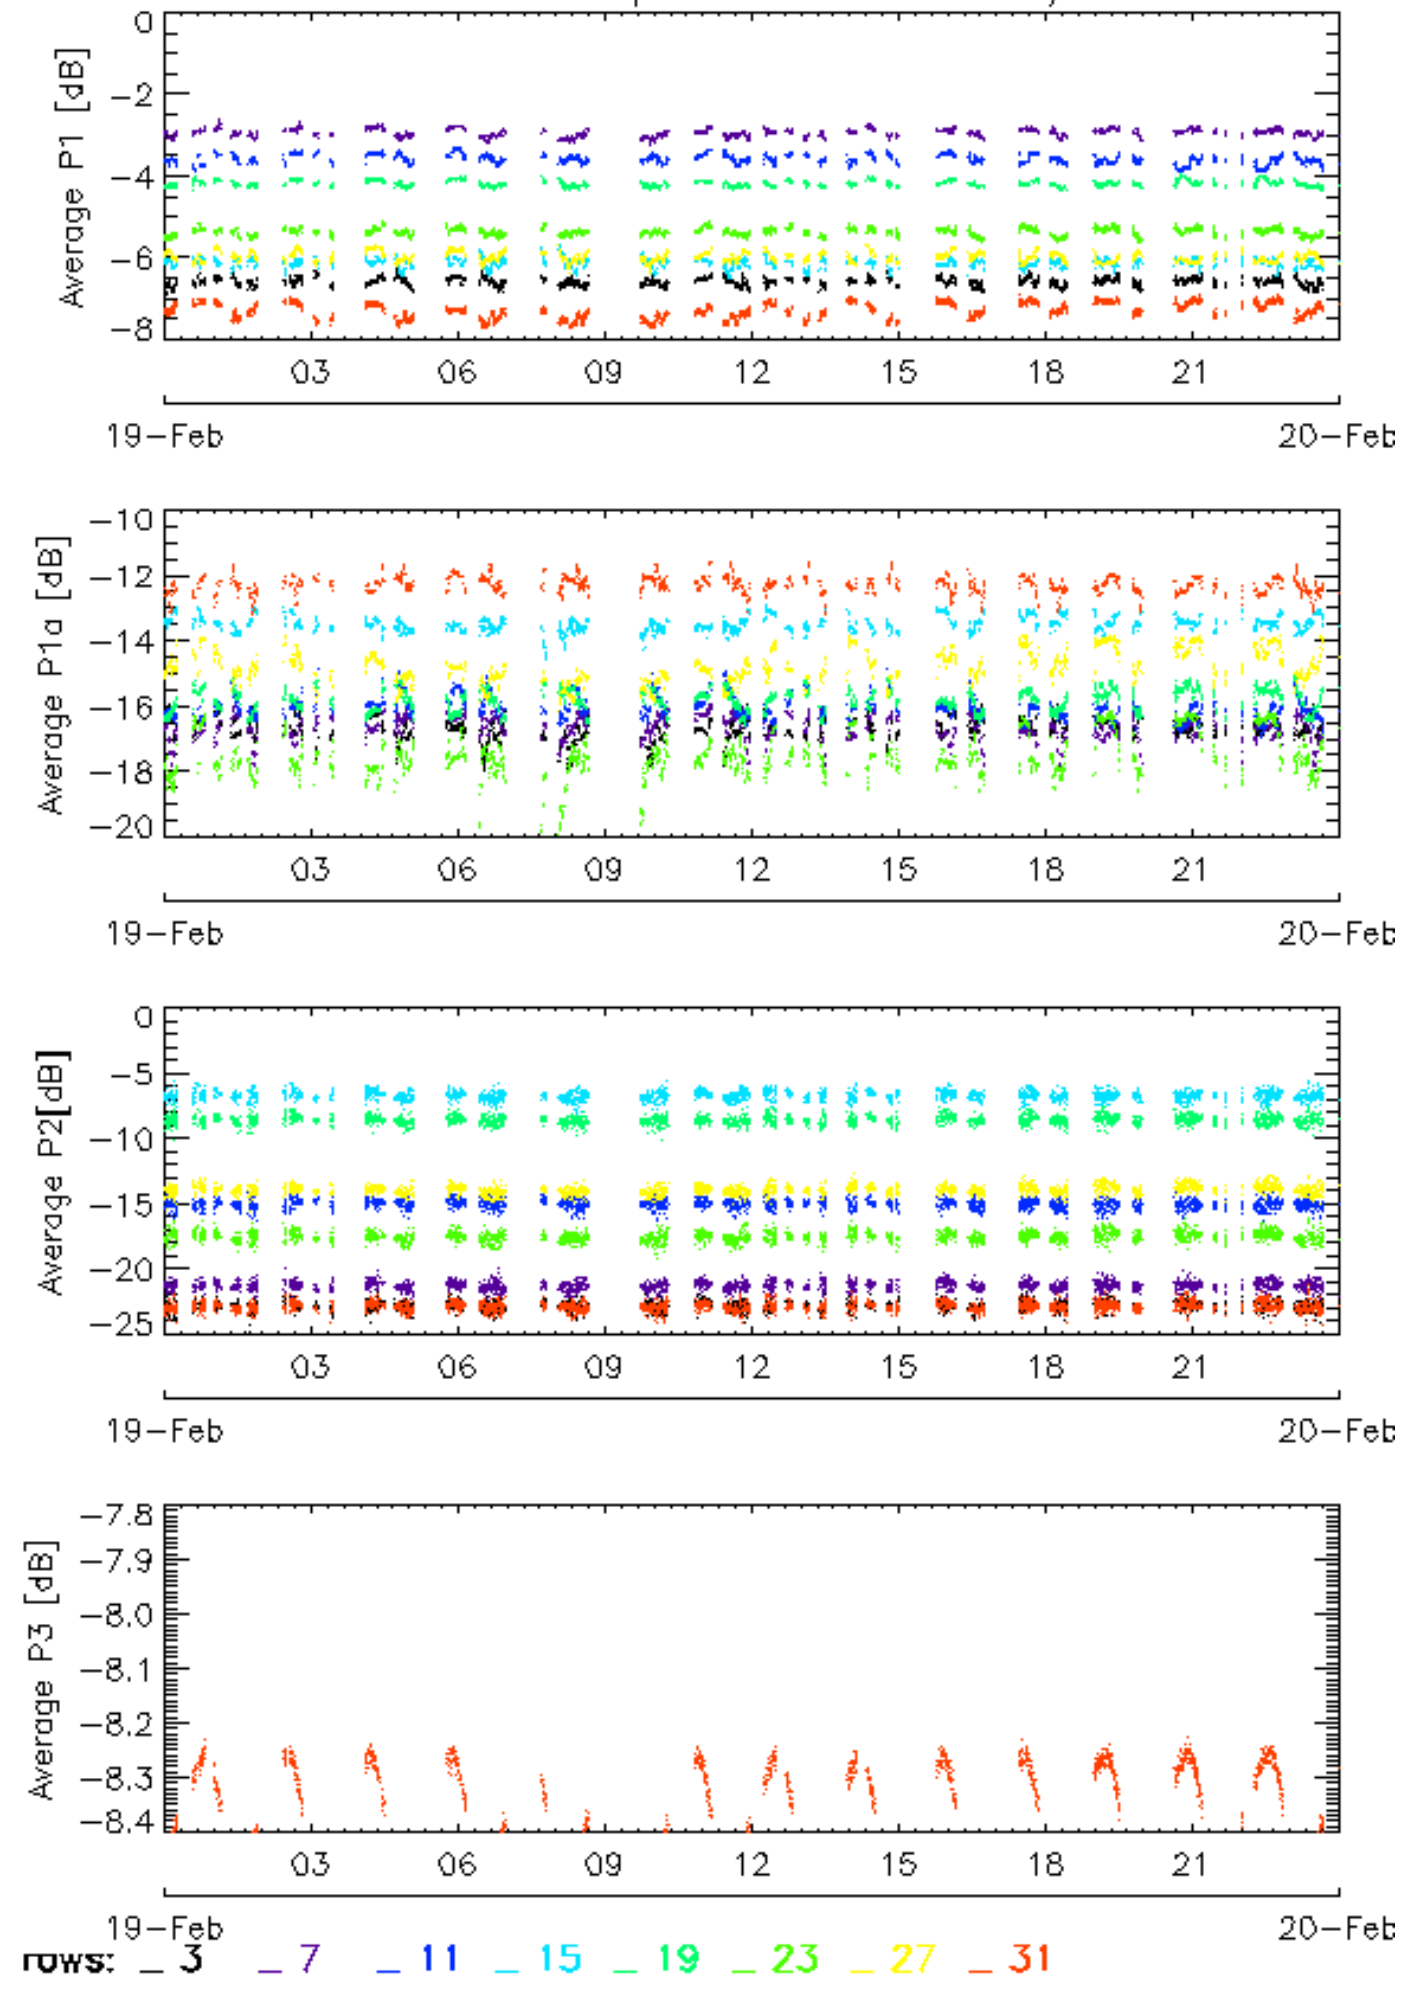 0
-2
-4
-6
-8
Average P1 [dB]
03 06 09 12 15 18 21
19-Feb 20-Feb
-10
-12
-14
-16
-18
-20
Average P1a [dB]
03 06 09 12 15 18 21
19-Feb 20-Feb
0
-5
-10
-15
-20
-25
Average P2[dB]
03 06 09 12 15 18 21
19-Feb 20-Feb
-7.8
-7.9
-8.0
-8.1
-8.2
-8.3
-8.4
Average P3 [dB]
03 06 09 12 15 18 21
19-Feb 20-Feb
rows: _ 3 _ 7 _ 11 _ 15 _ 19 _ 23 _ 27 _ 31